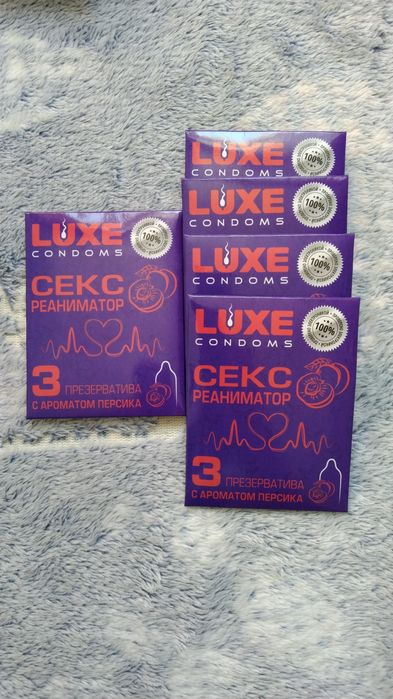 LUXE
CONDOMS
100%
LUXE
CONDOMS
100%
LUXE
CONDOMS
100%
LUXE
CONDOMS
100%
СЕКС
РЕАНИМАТОР
3 ПРЕЗЕРВАТИВА
С АРОМАТОМ ПЕРСИКА
LUXE
CONDOMS
100%
СЕКС
РЕАНИМАТОР
3 ПРЕЗЕРВАТИВА
С АРОМАТОМ ПЕРСИКА